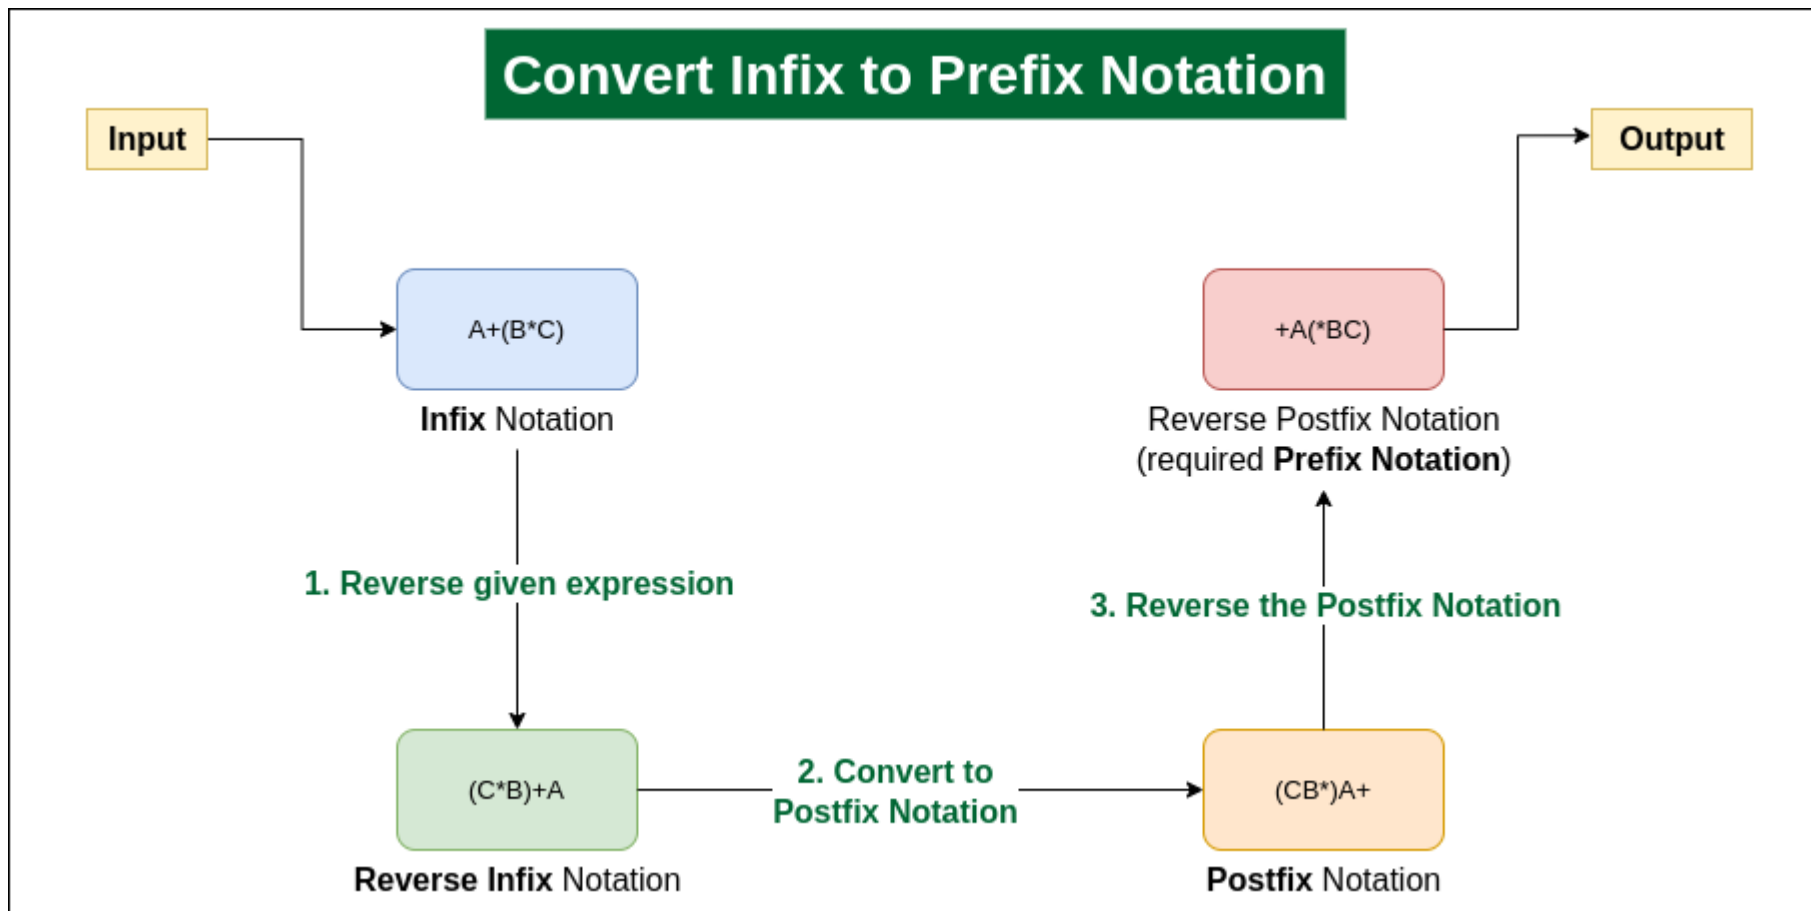 Convert Infix to Prefix Notation
Input
Output
A+(B*C)
Infix Notation
1. Reverse given expression
(C*B)+A
Reverse Infix Notation
2. Convert to
Postfix Notation
(CB*)A+
Postfix Notation
3. Reverse the Postfix Notation
+A(*BC)
Reverse Postfix Notation
(required Prefix Notation)